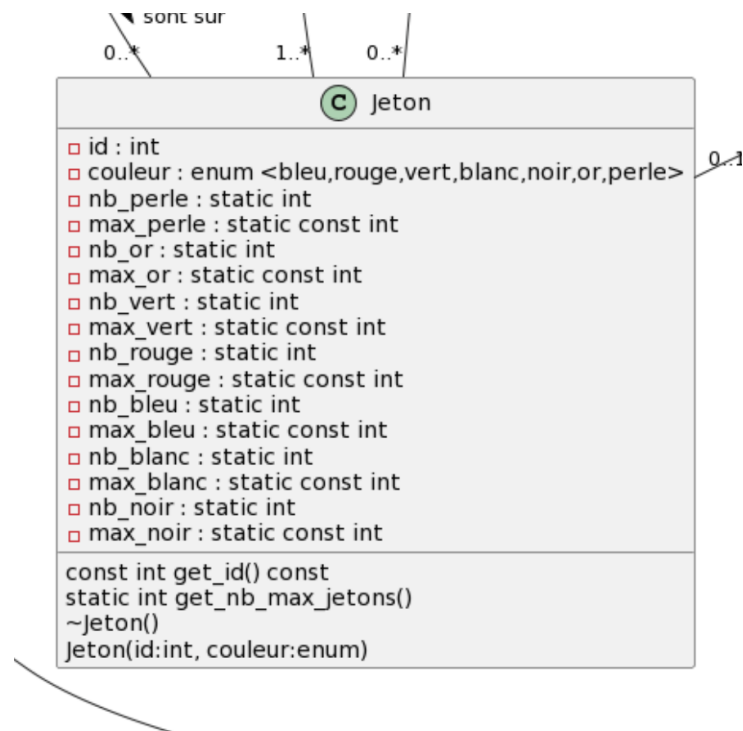 sont sur
0..*
1..*
0..*
C Jeton
id : int
couleur : enum <bleu,rouge,vert,blanc,noir,or,perle>
0..1
nb_perle : static int
max_perle : static const int
nb_or : static int
max_or : static const int
nb_vert : static int
max_vert : static const int
nb_rouge : static int
max_rouge : static const int
nb_bleu : static int
max_bleu : static const int
nb_blanc : static int
max_blanc : static const int
nb_noir : static int
max_noir : static const int
const int get_id() const
static int get_nb_max_jetons()
~Jeton()
Jeton(id:int, couleur:enum)